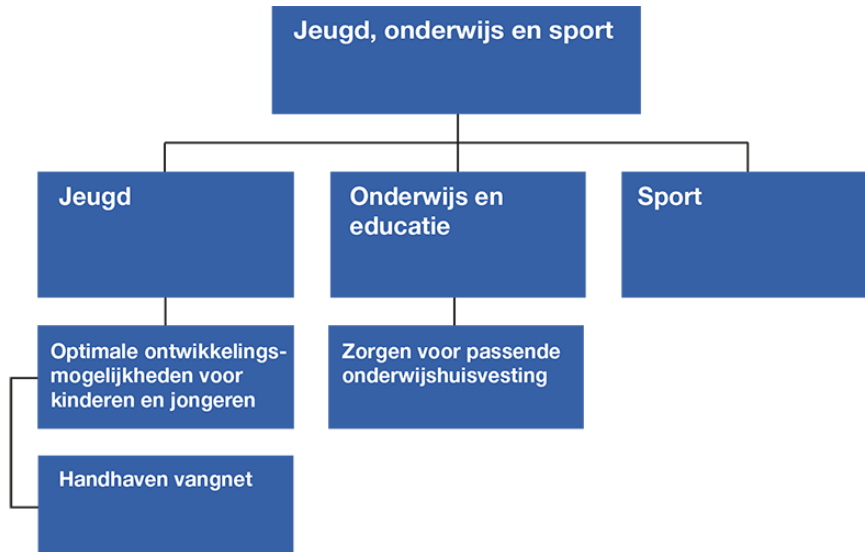 Jeugd, onderwijs en sport
Jeugd
Onderwijs en
educatie
Sport
Optimale ontwikkelings-
mogelijkheden voor
kinderen en jongeren
Zorgen voor passende
onderwijshuisvesting
Handhaven vangnet